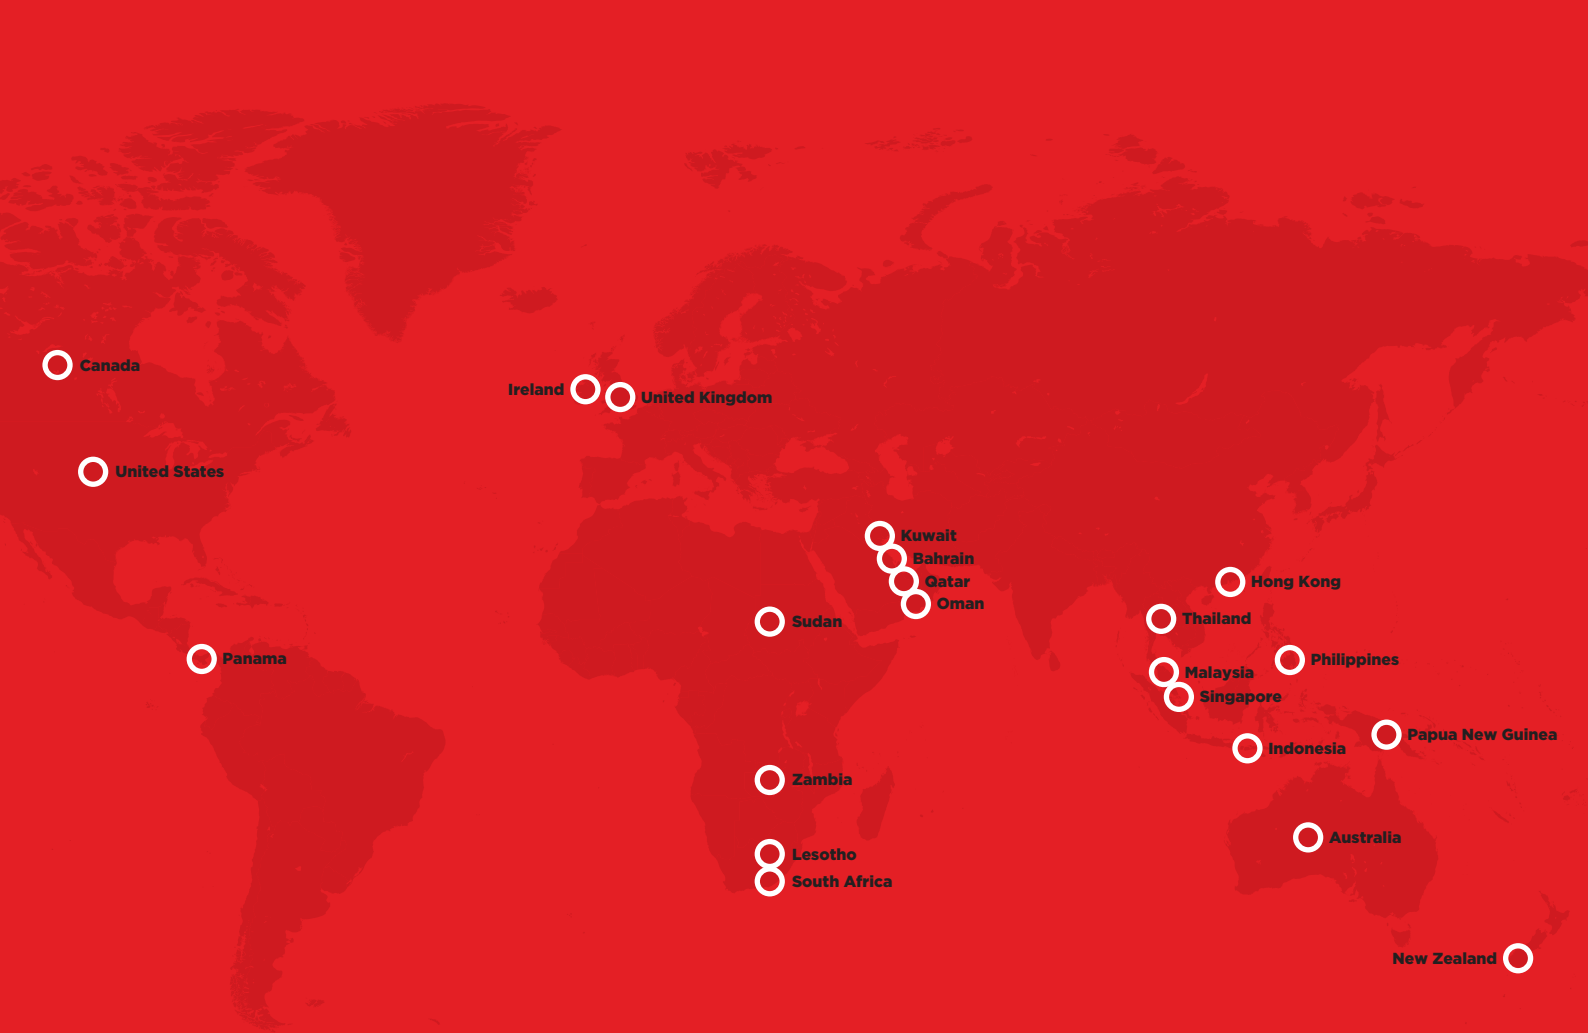 Canada
Ireland
United Kingdom
United States
Kuwait
Bahrain
Qatar
Hong Kong
Oman
Thailand
Sudan
Panama
Philippines
Malaysia
Singapore
Papua New Guinea
Indonesia
Zambia
Australia
Lesotho
South Africa
New Zealand